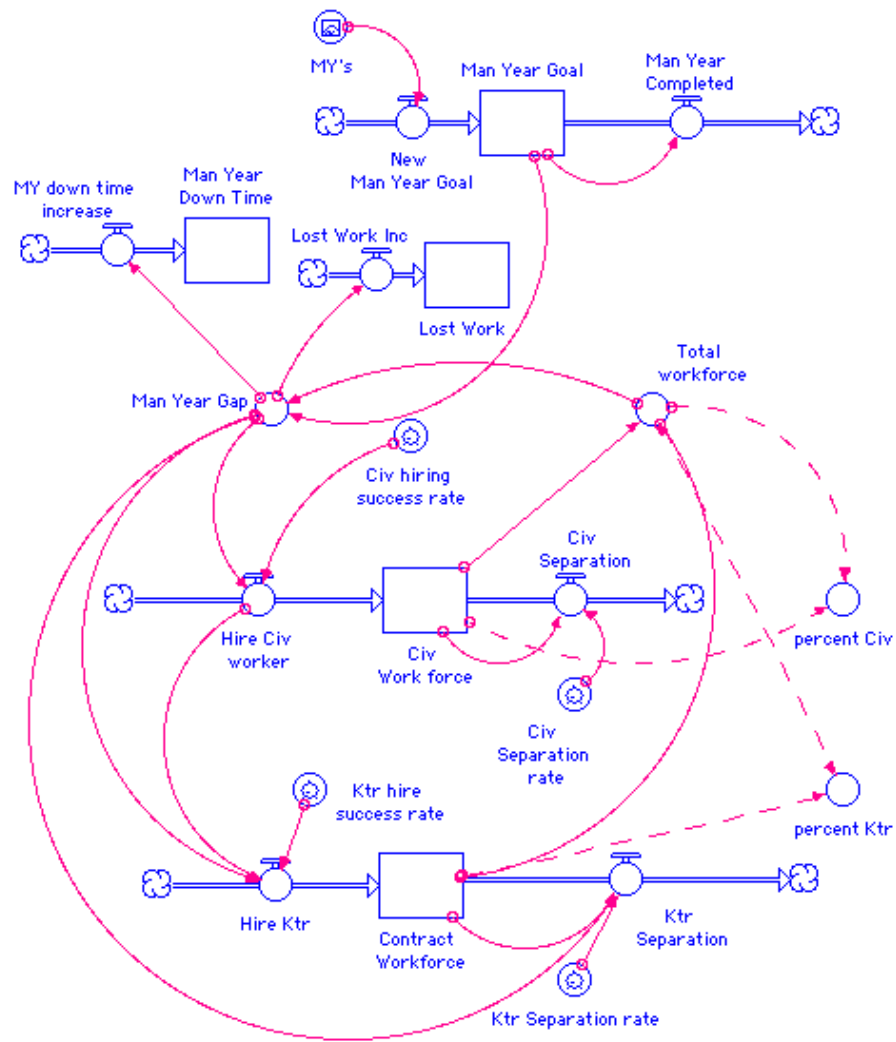 MY's
Man Year Goal
Man Year
Completed
New
Man Year Goal
MY down time
increase
Man Year
Down Time
Lost Work Inc
Lost Work
Man Year Gap
Total
workforce
Civ hiring
success rate
Civ
Separation
Hire Civ
worker
Civ
Work force
percent Civ
Civ
Separation
rate
Ktr hire
success rate
percent Ktr
Hire Ktr
Contract
Workforce
Ktr
Separation
Ktr Separation rate